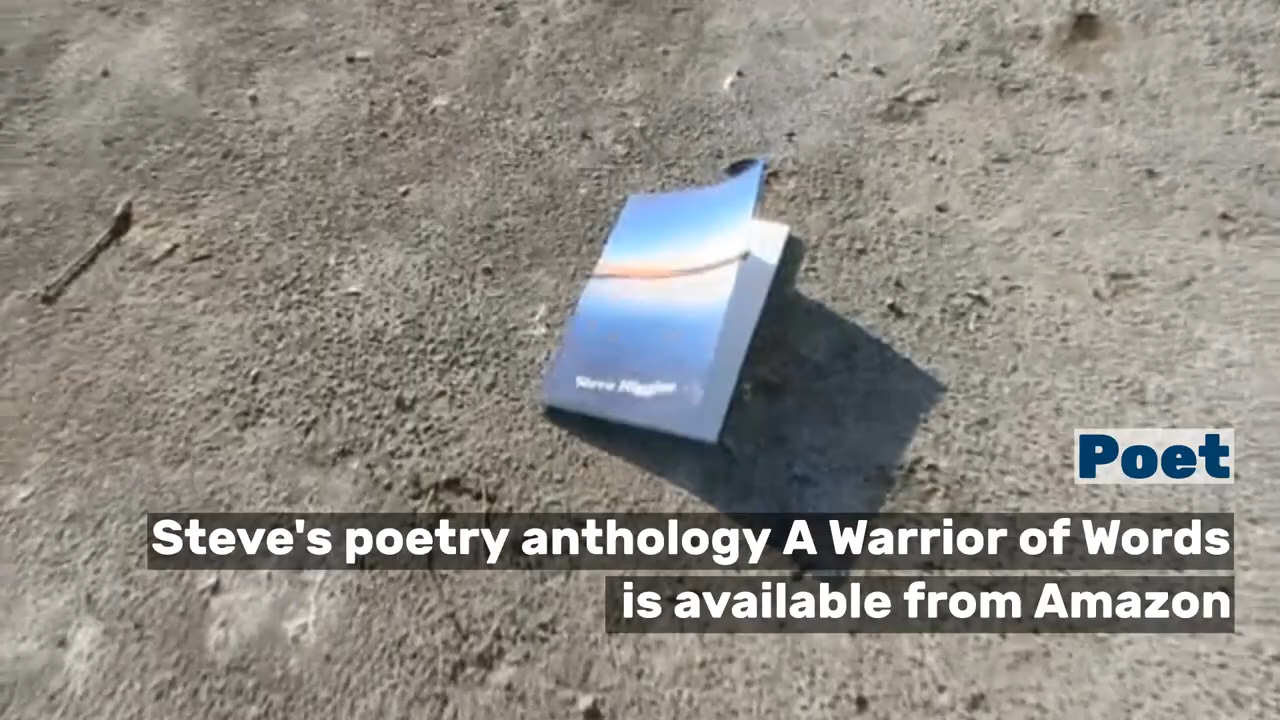 Steve Higgins
Poet
Steve's poetry anthology A Warrior of Words
is available from Amazon